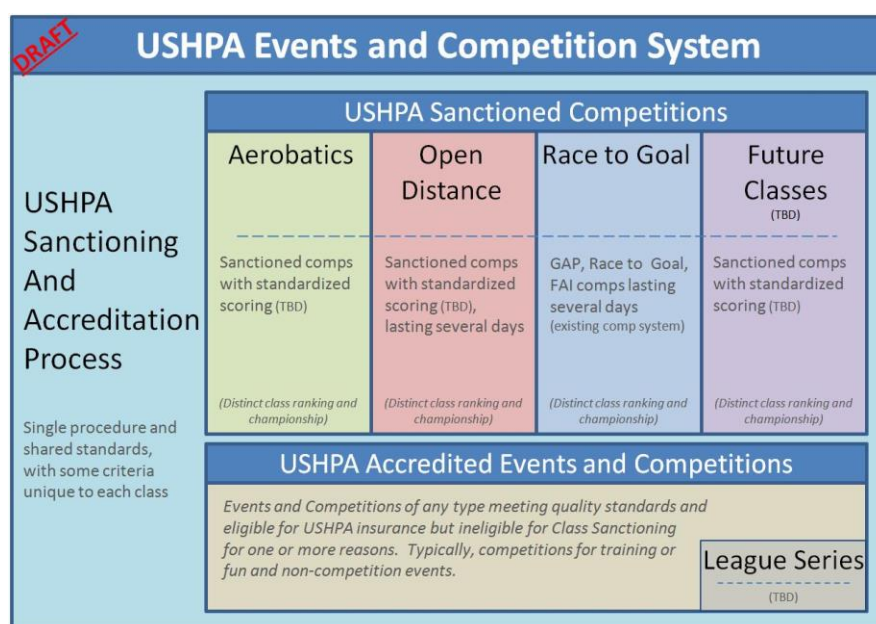 DRAFT
USHPA Events and Competition System
USHPA
Sanctioning
And
Accreditation
Process
Single procedure and
shared standards,
with some criteria
unique to each class
USHPA Sanctioned Competitions
Aerobatics
Sanctioned comps
with standardized
scoring (TBD)
(Distinct class ranking and
championship)
Open
Distance
Sanctioned comps
with standardized
scoring (TBD),
lasting several days
(Distinct class ranking and
championship)
Race to Goal
GAP, Race to Goal,
FAI comps lasting
several days
(existing comp system)
(Distinct class ranking and
championship)
Future
Classes
(TBD)
Sanctioned comps
with standardized
scoring (TBD)
(Distinct class ranking and
championship)
USHPA Accredited Events and Competitions
Events and Competitions of any type meeting quality standards and
eligible for USHPA insurance but ineligible for Class Sanctioning
for one or more reasons.  Typically, competitions for training or
fun and non-competition events.
League Series
(TBD)